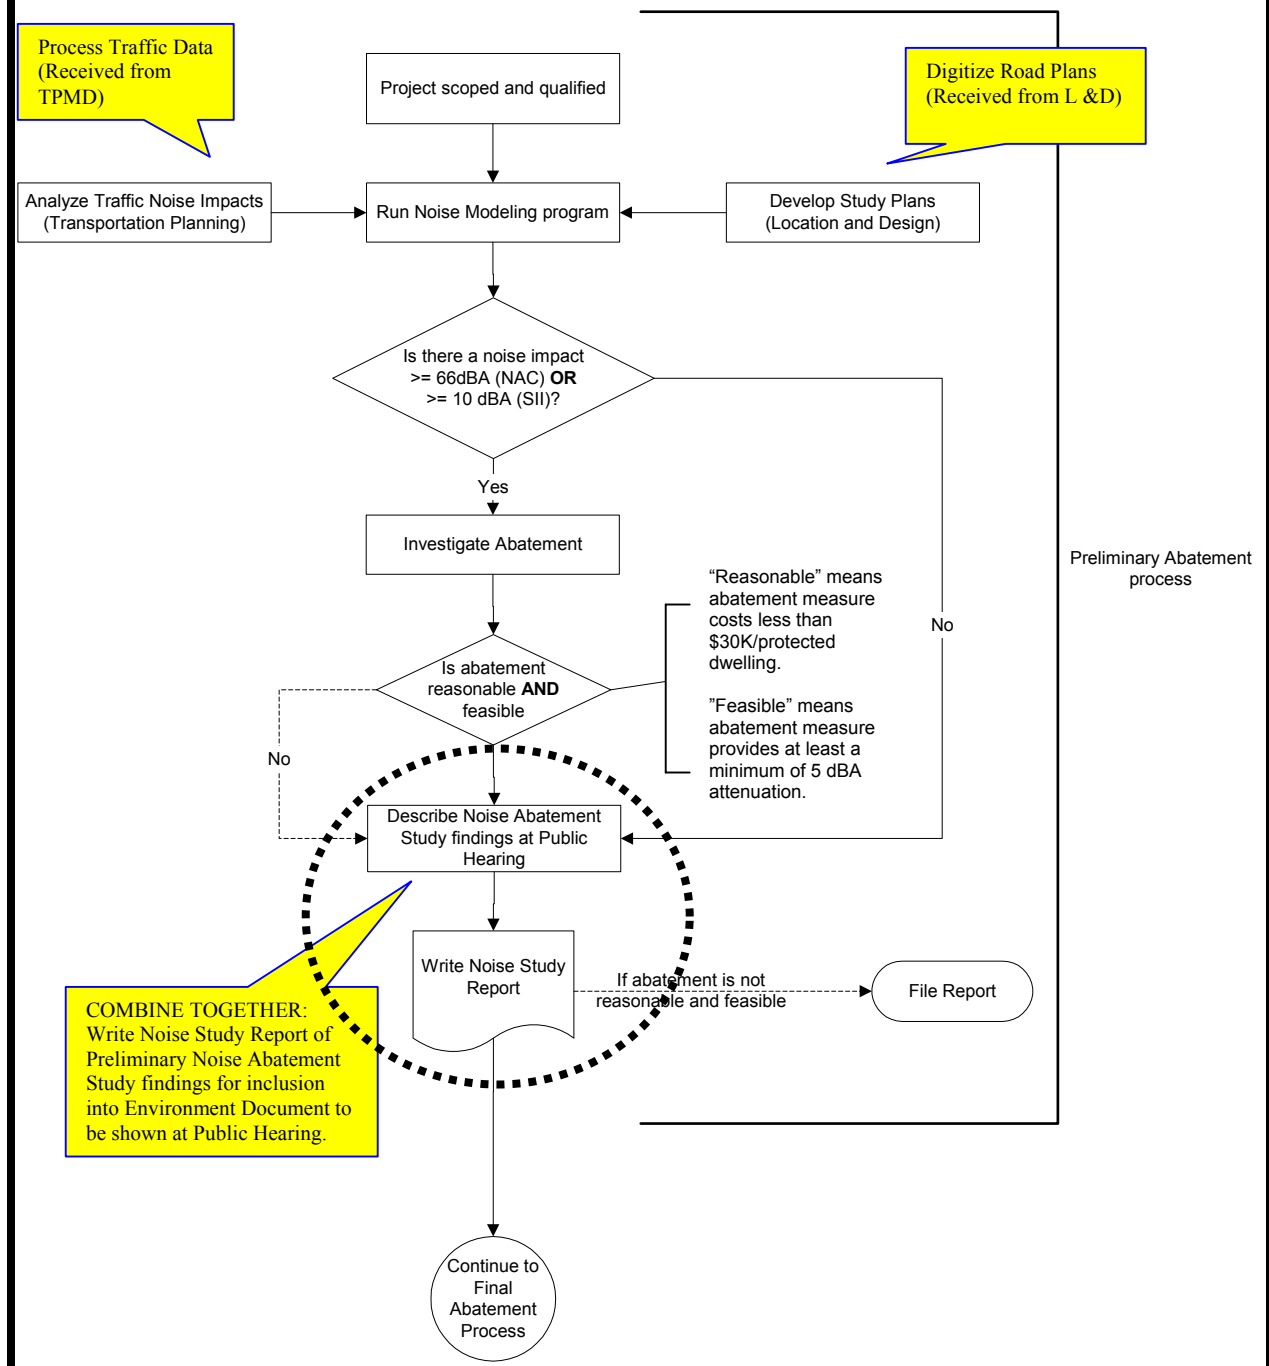 Process Traffic Data
(Received from
TPMD)
Project scoped and qualified
Digitize Road Plans
(Received from L &D)
Analyze Traffic Noise Impacts
(Transportation Planning)
Run Noise Modeling program
Develop Study Plans
(Location and Design)
Is there a noise impact
>= 66dBA (NAC) OR
>= 10 dBA (SII)?
Yes
Investigate Abatement
Preliminary Abatement
process
“Reasonable” means
abatement measure
costs less than
$30K/protected
dwelling.
No
Is abatement
reasonable AND
feasible
”Feasible” means
abatement measure
provides at least a
minimum of 5 dBA
attenuation.
No
Describe Noise Abatement
Study findings at Public
Hearing
Write Noise Study
Report
If abatement is not
reasonable and feasible
File Report
COMBINE TOGETHER:
Write Noise Study Report of
Preliminary Noise Abatement
Study findings for inclusion
into Environment Document to
be shown at Public Hearing.
Continue to
Final
Abatement
Process